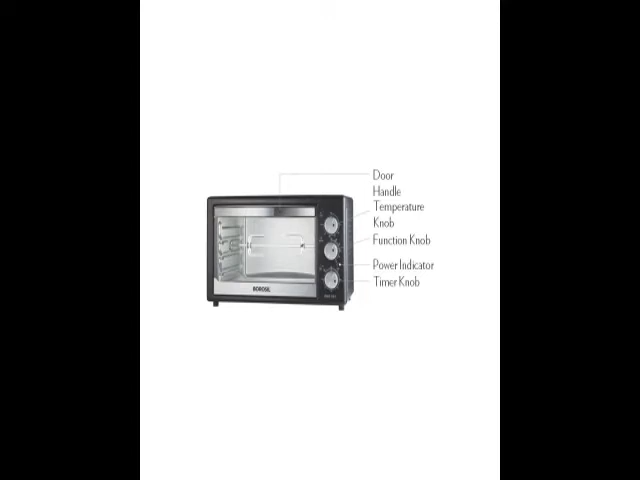 Door
Handle
Temperature
Knob
Function Knob
Power Indicator
Timer Knob
BOROSIL